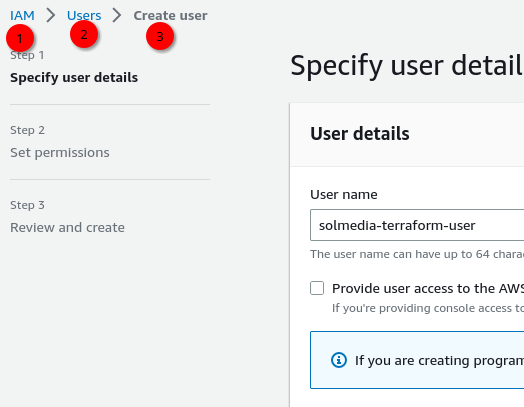 IAM > Users > Create user
1 2 3
Step 1
Specify user details
Step 2
Set permissions
Step 3
Review and create
Specify user detail
User details
User name
solmedia-terraform-user
The user name can have up to 64 chara
Provide user access to the AWS
If you're providing console access to
If you are creating program